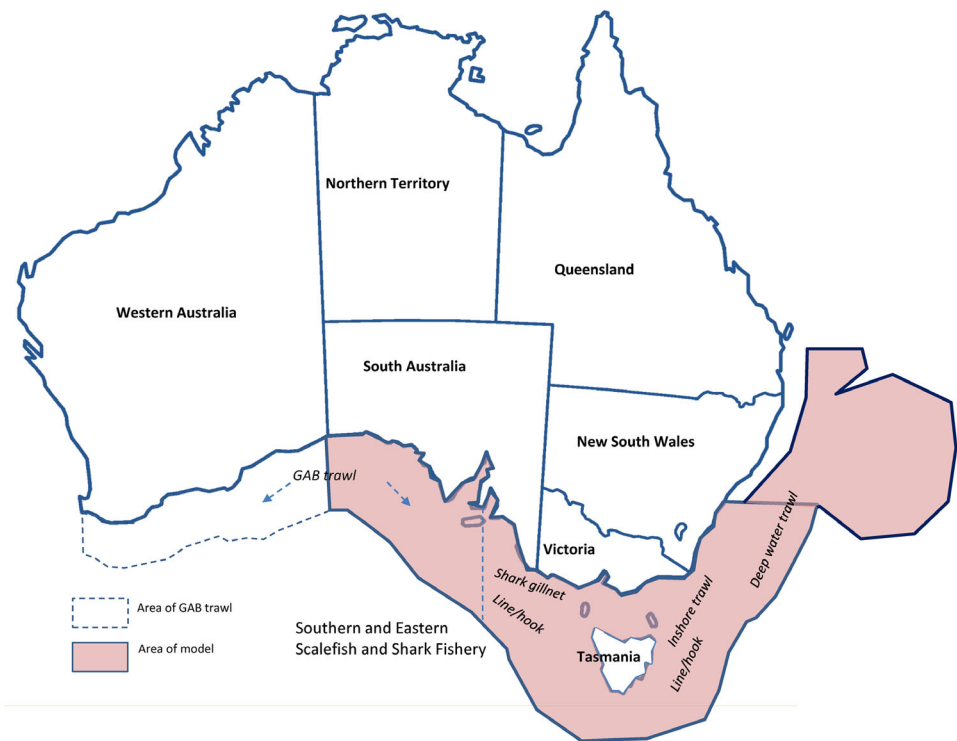 Northern Territory
Queensland
Western Australia
South Australia
New South Wales
GAB trawl
Victoria
Deep water trawl
Shark gillnet
Inshore trawl
Line/hook
Line/hook
Area of GAB trawl
Southern and Eastern
Scalefish and Shark Fishery
Area of model
Tasmania